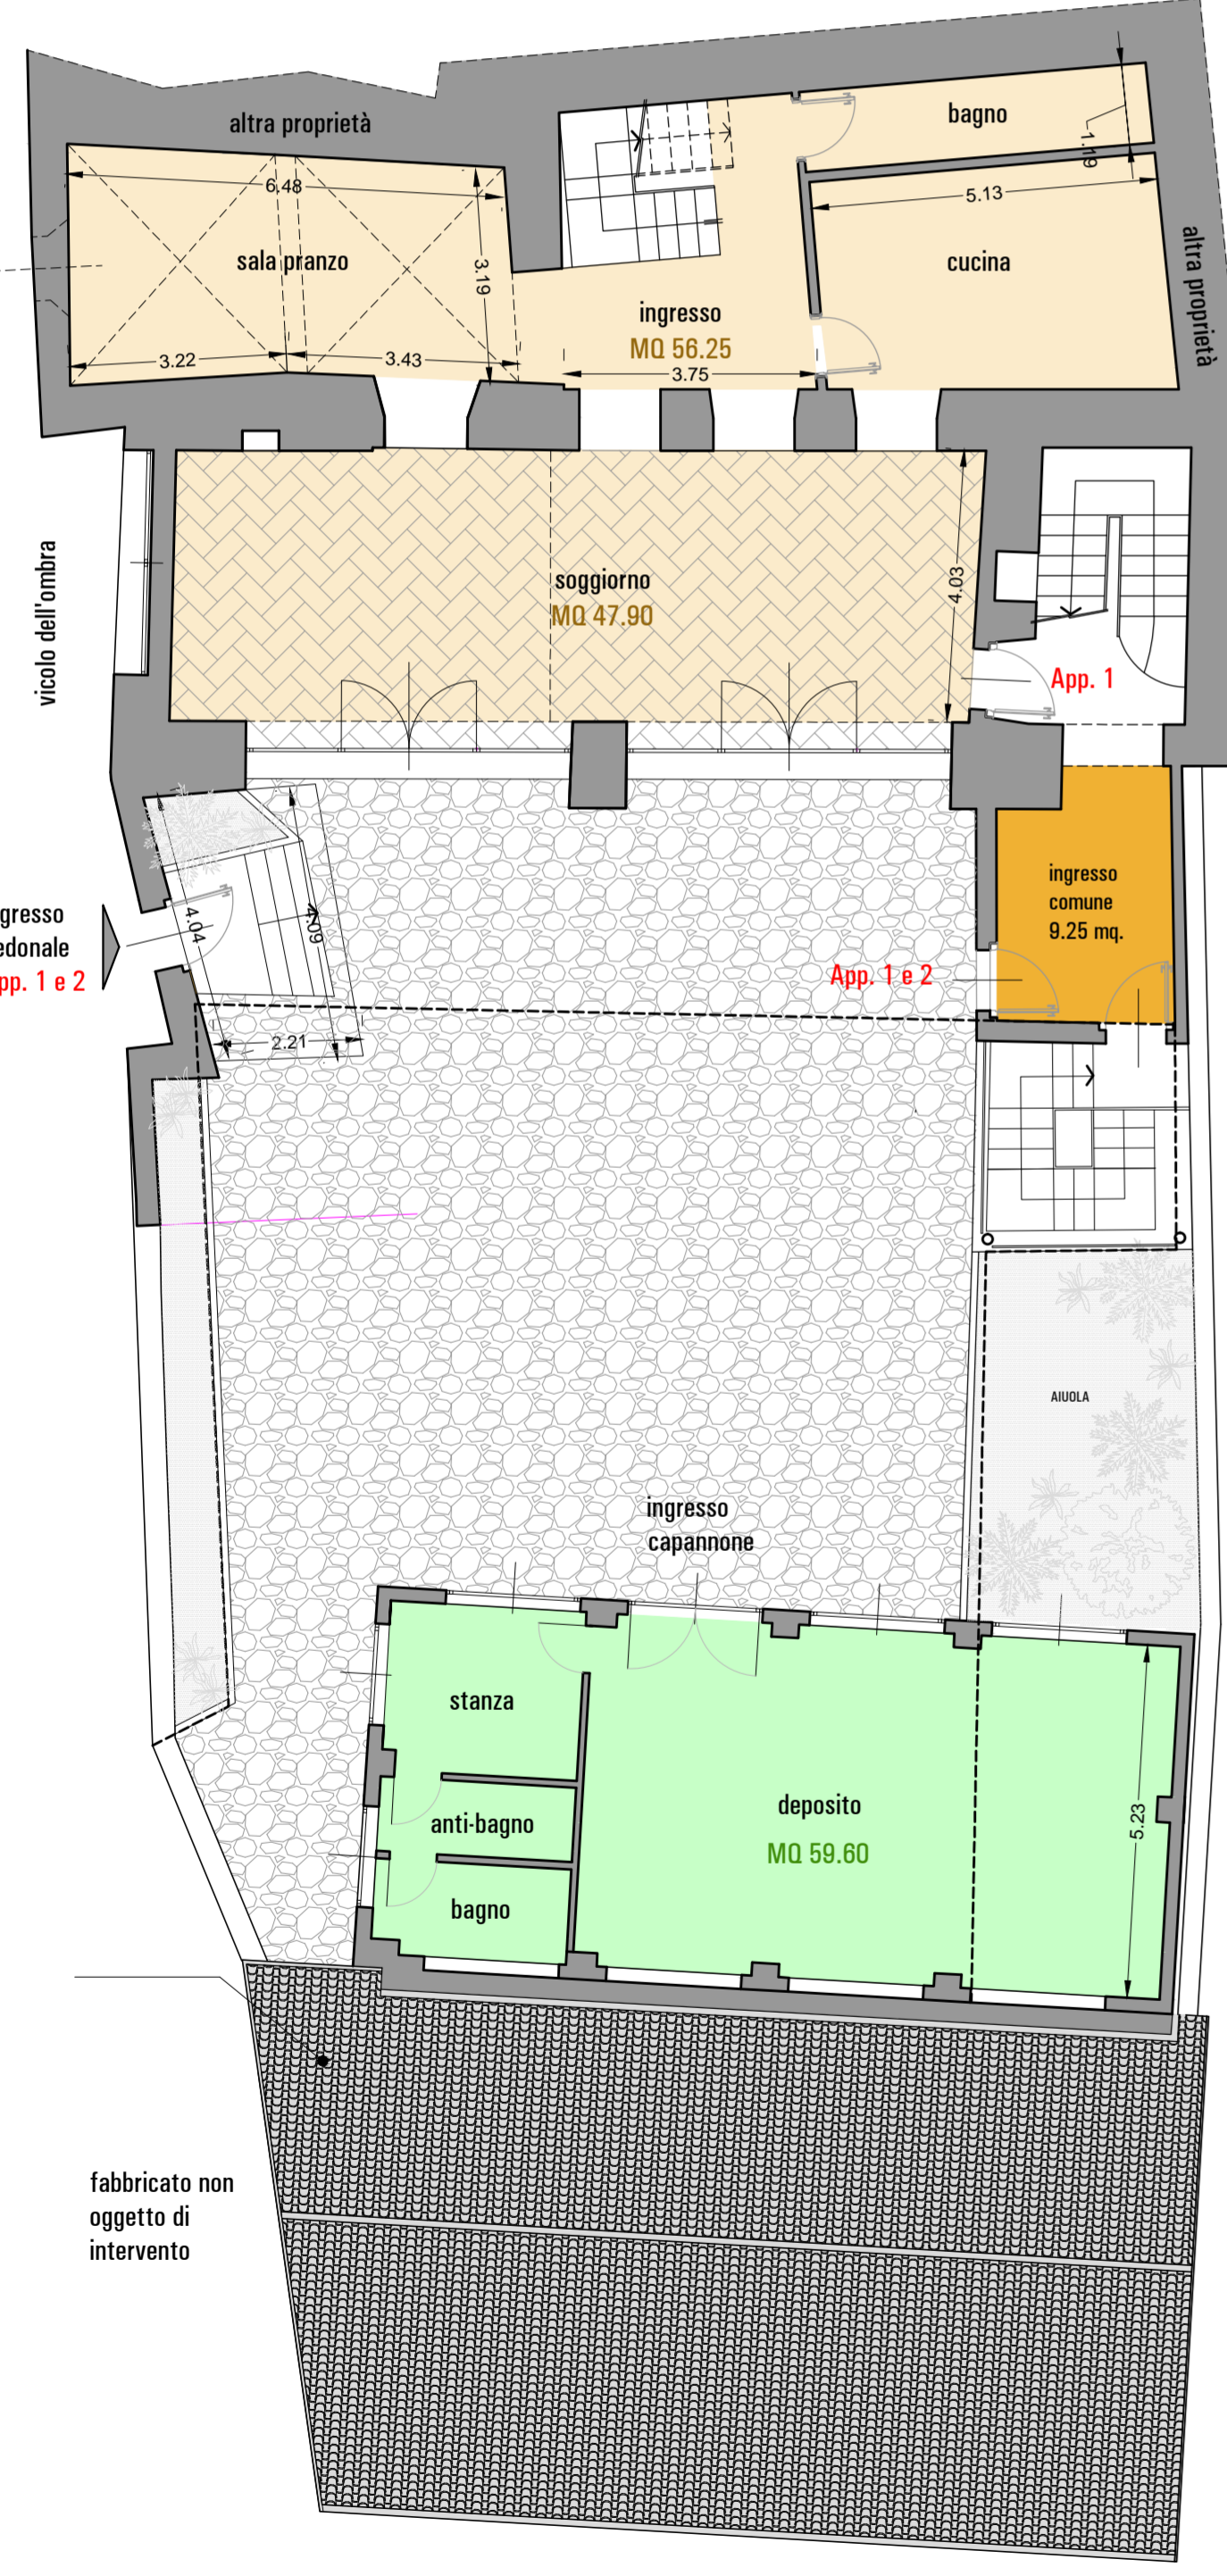 altra proprietà
bagno
1.19
6.48
5.13
sala pranzo
3.19
cucina
altra proprietà
ingresso
MQ 56.25
3.22
3.43
3.75
vicolo dell'ombra
soggiorno
MQ 47.90
4.03
App. 1
ingresso
comune
9.25 mq.
gresso
edonale
pp. 1 e 2
4.04
4.09
App. 1 e 2
2.21
AIUOLA
ingresso
capannone
stanza
anti-bagno
bagno
deposito
MQ 59.60
5.23
fabbricato non
oggetto di
intervento